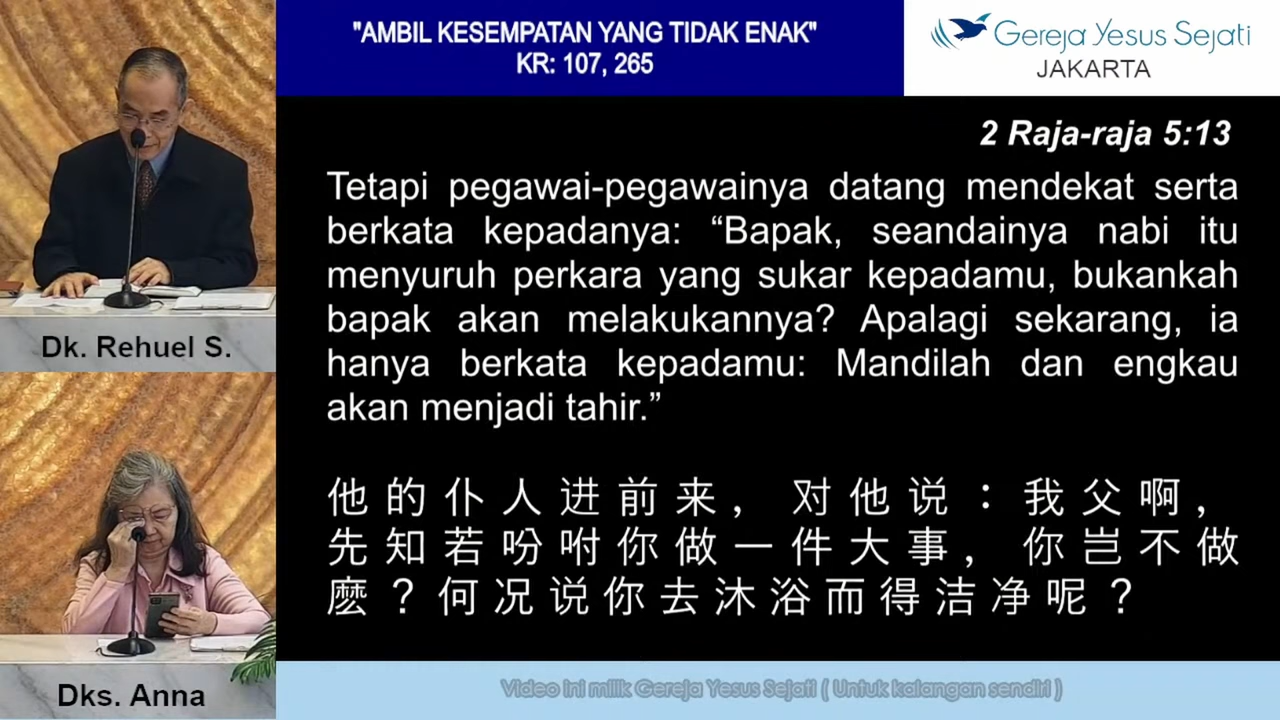 "AMBIL KESEMPATAN YANG TIDAK ENAK"
KR: 107, 265
Gereja Yesus Sejati
JAKARTA
2 Raja-raja 5:13
Tetapi pegawai-pegawainya datang mendekat serta
berkata kepadanya: “Bapak, seandainya nabi itu
menyuruh perkara yang sukar kepadamu, bukankah
bapak akan melakukannya? Apalagi sekarang, ia
hanya berkata kepadamu: Mandilah dan engkau
akan menjadi tahir.”
他的仆人进前来，对他说：我父啊，
先知若吩咐你做一件大事，你岂不做
麽？何况说你去沐浴而得洁净呢？
Dk. Rehuel S.
Dks. Anna
Video ini milik Gereja Yesus Sejati ( Untuk kalangan sendiri )